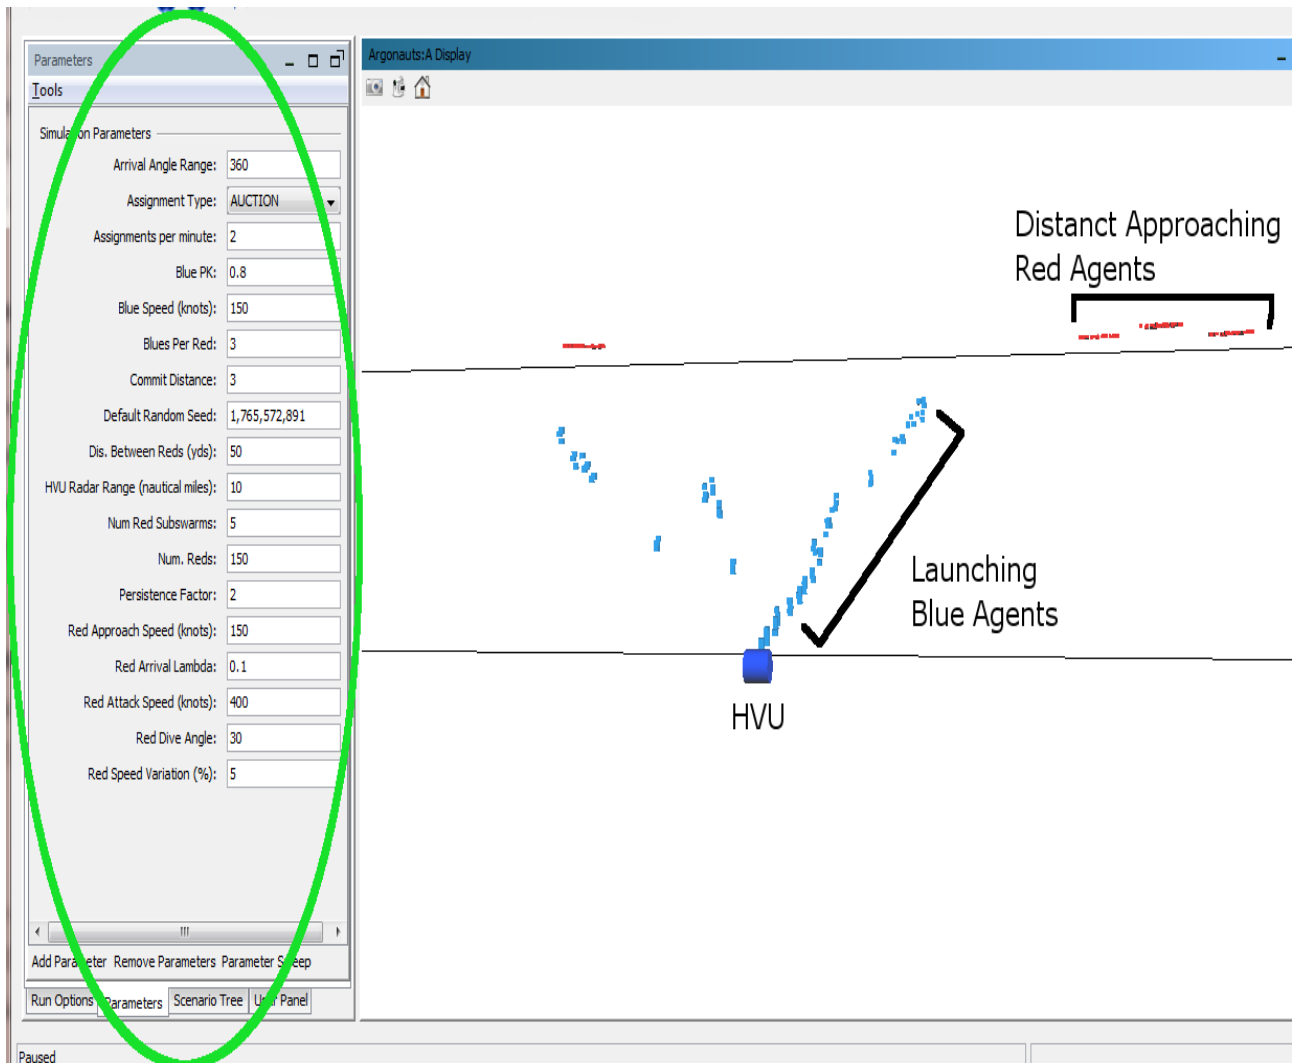 Parameters
Tools
Simulation Parameters
Arrival Angle Range: 360
Assignment Type: AUCTION
Assignments per minute: 2
Blue PK: 0.8
Blue Speed (knots): 150
Blues Per Red: 3
Commit Distance: 3
Default Random Seed: 1,765,572,891
Dis. Between Reds (yds): 50
HVU Radar Range (nautical miles): 10
Num Red Subswarms: 5
Num. Reds: 150
Persistence Factor: 2
Red Approach Speed (knots): 150
Red Arrival Lambda: 0.1
Red Attack Speed (knots): 400
Red Dive Angle: 30
Red Speed Variation (%): 5
Add Parameter Remove Parameters Parameter Sweep
Run Options Parameters Scenario Tree User Panel
Paused
Argonauts:A Display
Distanct Approaching
Red Agents
Launching
Blue Agents
HVU